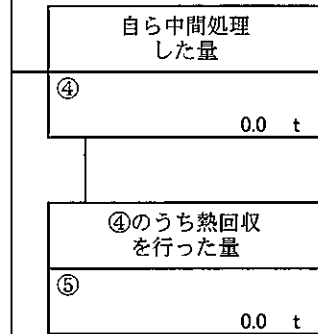 自ら中間処理
した量
④
0.0 t
④のうち熱回収
を行った量
⑤
0.0 t